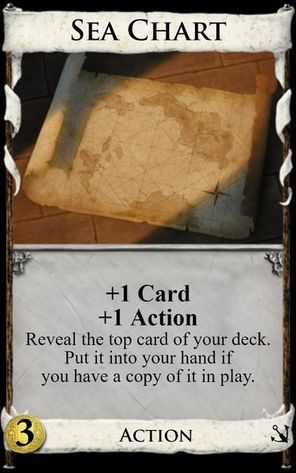 SEA CHART
+1 Card
+1 Action
Reveal the top card of your deck.
Put it into your hand if
you have a copy of it in play.
3
ACTION